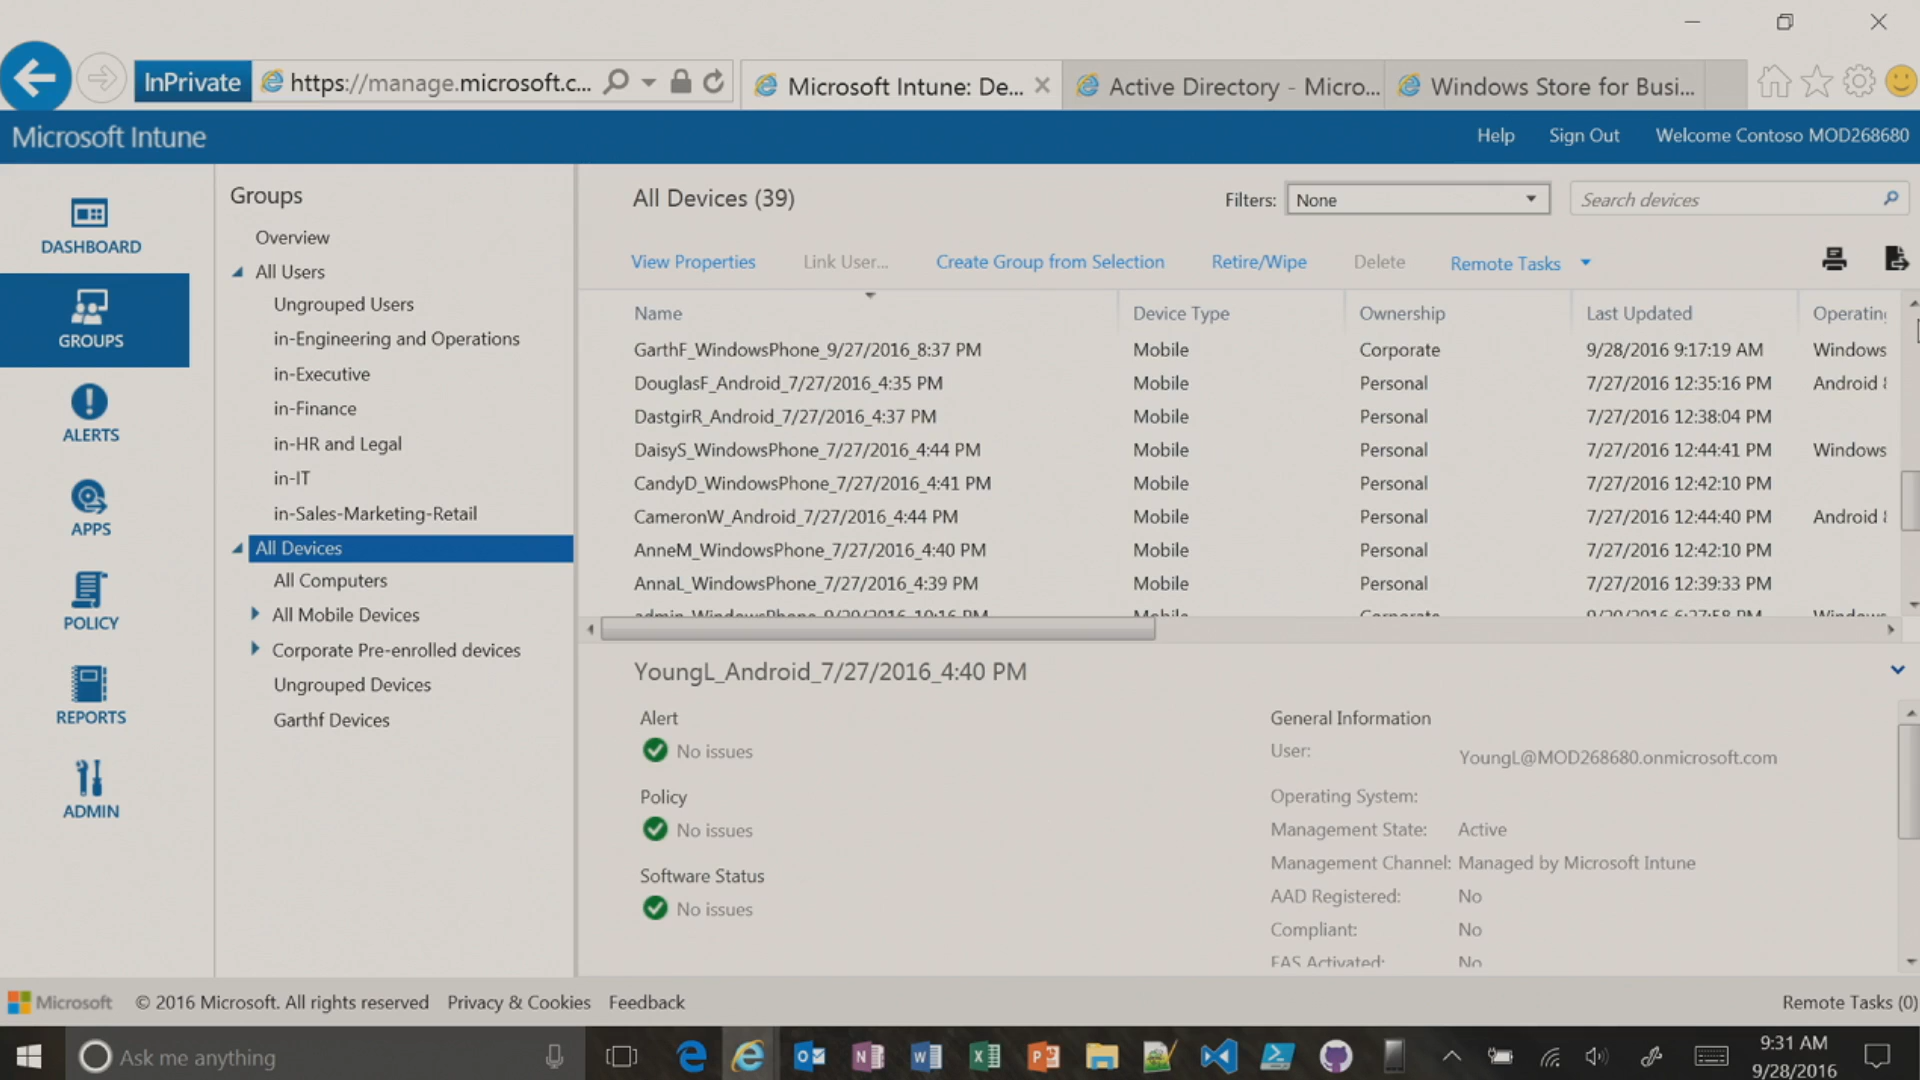 InPrivate
https://manage.microsoft.c...
Microsoft Intune: De...
Active Directory - Micro...
Windows Store for Busi...
Microsoft Intune
Help
Sign Out
Welcome Contoso MOD268680
DASHBOARD
GROUPS
ALERTS
APPS
POLICY
REPORTS
ADMIN
Groups
Overview
All Users
Ungrouped Users
in-Engineering and Operations
in-Executive
in-Finance
in-HR and Legal
in-IT
in-Sales-Marketing-Retail
All Devices
All Computers
All Mobile Devices
Corporate Pre-enrolled devices
Ungrouped Devices
Garthf Devices
All Devices (39)
Filters: None
Search devices
View Properties Link User... Create Group from Selection Retire/Wipe Delete Remote Tasks
Name Device Type Ownership Last Updated Operating
GarthF_WindowsPhone_9/27/2016_8:37 PM Mobile Corporate 9/28/2016 9:17:19 AM Windows
DouglasF_Android_7/27/2016_4:35 PM Mobile Personal 7/27/2016 12:35:16 PM Android
DastgirR_Android_7/27/2016_4:37 PM Mobile Personal 7/27/2016 12:38:04 PM
DaisyS_WindowsPhone_7/27/2016_4:44 PM Mobile Personal 7/27/2016 12:44:41 PM Windows
CandyD_WindowsPhone_7/27/2016_4:41 PM Mobile Personal 7/27/2016 12:42:10 PM
CameronW_Android_7/27/2016_4:44 PM Mobile Personal 7/27/2016 12:44:40 PM Android
AnneM_WindowsPhone_7/27/2016_4:40 PM Mobile Personal 7/27/2016 12:42:10 PM
AnnaL_WindowsPhone_7/27/2016_4:39 PM Mobile Personal 7/27/2016 12:39:33 PM
YoungL_Android_7/27/2016_4:40 PM
Alert
No issues
Policy
No issues
Software Status
No issues
General Information
User: YoungL@MOD268680.onmicrosoft.com
Operating System:
Management State: Active
Management Channel: Managed by Microsoft Intune
AAD Registered: No
Compliant: No
EAS Activated: No
Microsoft © 2016 Microsoft. All rights reserved Privacy & Cookies Feedback
Remote Tasks (0)
Ask me anything
9:31 AM
9/28/2016